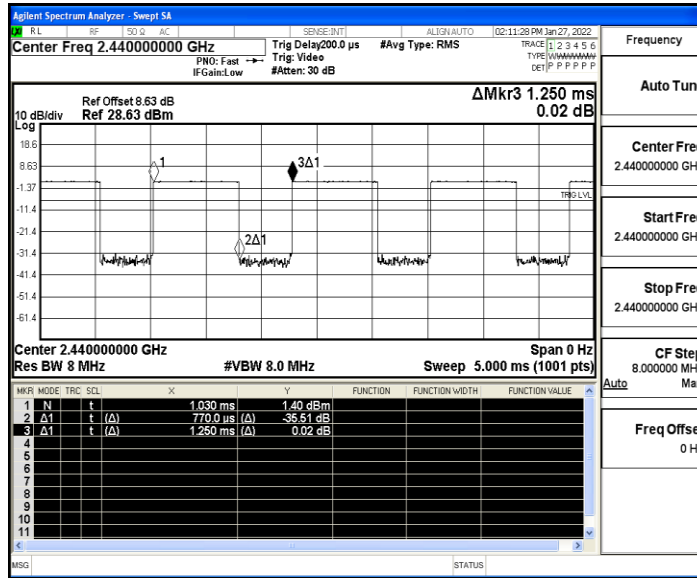 Agilent Spectrum Analyzer - Swept SA
RL RF 50 Ω AC SENSE:INT ALIGNAUTO 02:11:28 PM Jan 27, 2022
Center Freq 2.440000000 GHz
PNO: Fast
IFGain:Low
Trig Delay200.0 µs
Trig: Video
#Atten: 30 dB
#Avg Type: RMS
TRACE 1 2 3 4 5 6
TYPE WWWWWW
DET P P P P P P
Ref Offset 8.63 dB
10 dB/div Ref 28.63 dBm
Log
ΔMkr3 1.250 ms
0.02 dB
18.6
8.63
-1.37
-11.4
-21.4
-31.4
-41.4
-51.4
-61.4
1
3Δ1
2Δ1
TRIG LVL
Center 2.440000000 GHz Span 0 Hz
Res BW 8 MHz #VBW 8.0 MHz Sweep 5.000 ms (1001 pts)
MKR MODE TRC SCL X Y FUNCTION FUNCTION WIDTH FUNCTION VALUE
1 N t 1.030 ms 1.40 dBm
2 Δ1 t (Δ) 770.0 µs (Δ) -35.51 dB
3 Δ1 t (Δ) 1.250 ms (Δ) 0.02 dB
4
5
6
7
8
9
10
11
MSG STATUS
Frequency
Auto Tun
Center Fre
2.440000000 GH
Start Fre
2.440000000 GH
Stop Fre
2.440000000 GH
CF Step
8.000000 MH
Auto Ma
Freq Offse
0 H